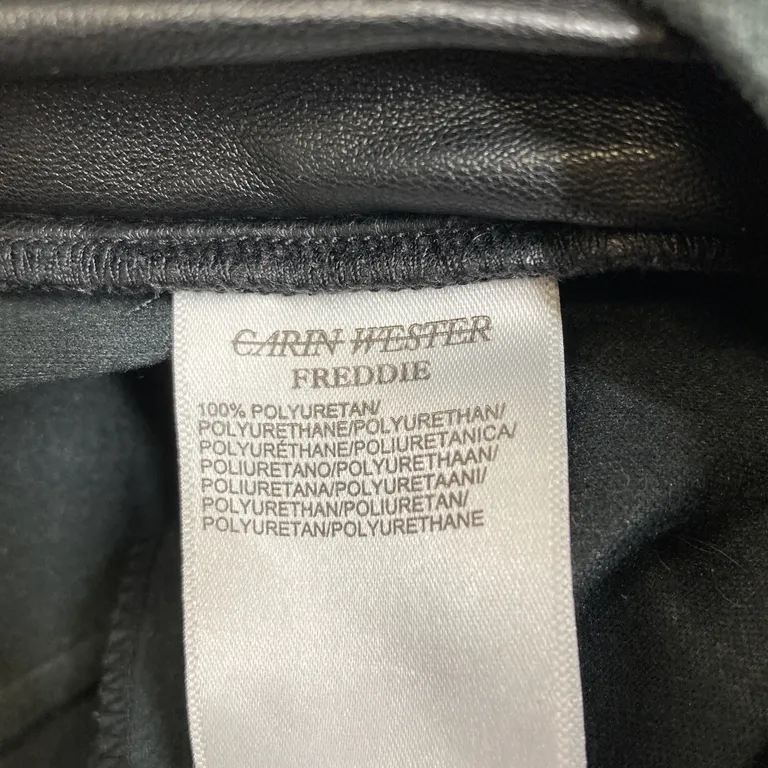 CARIN WESTER
FREDDIE
100% POLYURETAN/
POLYURETHANE/POLYURETHAN/
POLYURÉTHANE/POLIURETANICA/
POLIURETANO/POLYURETHAAN/
POLIURETANA/POLYURETAANI/
POLYURETHAN/POLIURETAN/
POLYURETAN/POLYURETHANE